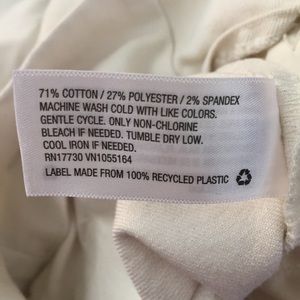 71% COTTON / 27% POLYESTER / 2% SPANDEX
MACHINE WASH COLD WITH LIKE COLORS.
GENTLE CYCLE. ONLY NON-CHLORINE
BLEACH IF NEEDED. TUMBLE DRY LOW.
COOL IRON IF NEEDED.
RN17730 VN1055164
LABEL MADE FROM 100% RECYCLED PLASTIC